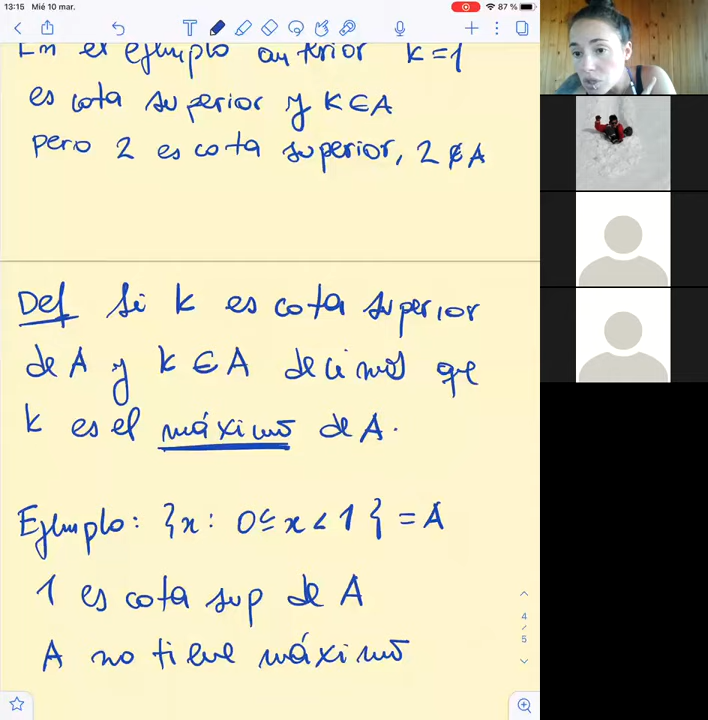 13:15 Mié 10 mar.
87 %
En el ejemplo anterior k=1
es cota superior y k∈A
pero 2 es cota superior, 2∉A
Def Si k es cota superior
de A y k∈A decimos que
k es el máximo de A.
Ejemplo: {x: 0≤x<1} = A
1 es cota sup de A
A no tiene máximo
4
/
5